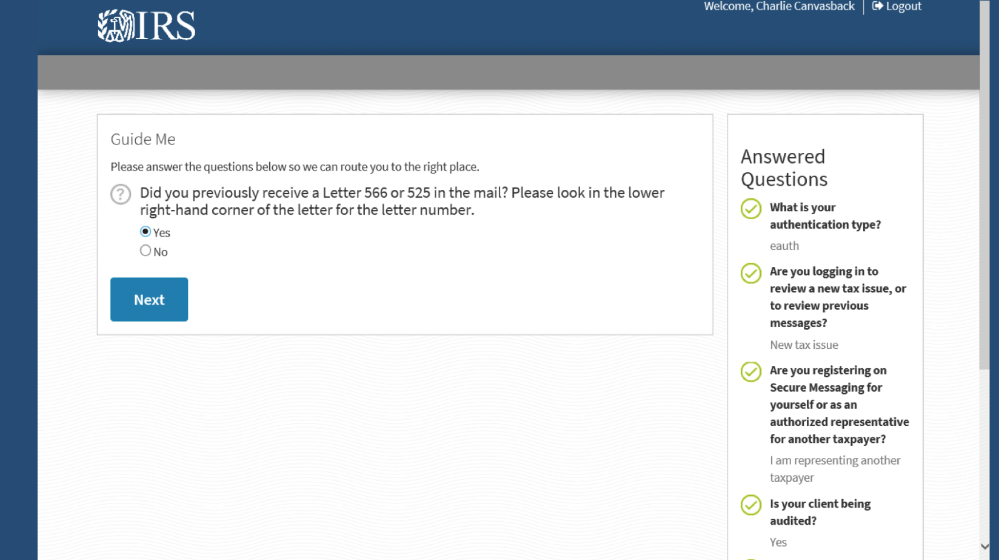 Welcome, Charlie Canvasback
Logout
IRS
Guide Me
Please answer the questions below so we can route you to the right place.
Did you previously receive a Letter 566 or 525 in the mail? Please look in the lower
right-hand corner of the letter for the letter number.
Yes
No
Next
Answered
Questions
What is your
authentication type?
eauth
Are you logging in to
review a new tax issue, or
to review previous
messages?
New tax issue
Are you registering on
Secure Messaging for
yourself or as an
authorized representative
for another taxpayer?
I am representing another
taxpayer
Is your client being
audited?
Yes